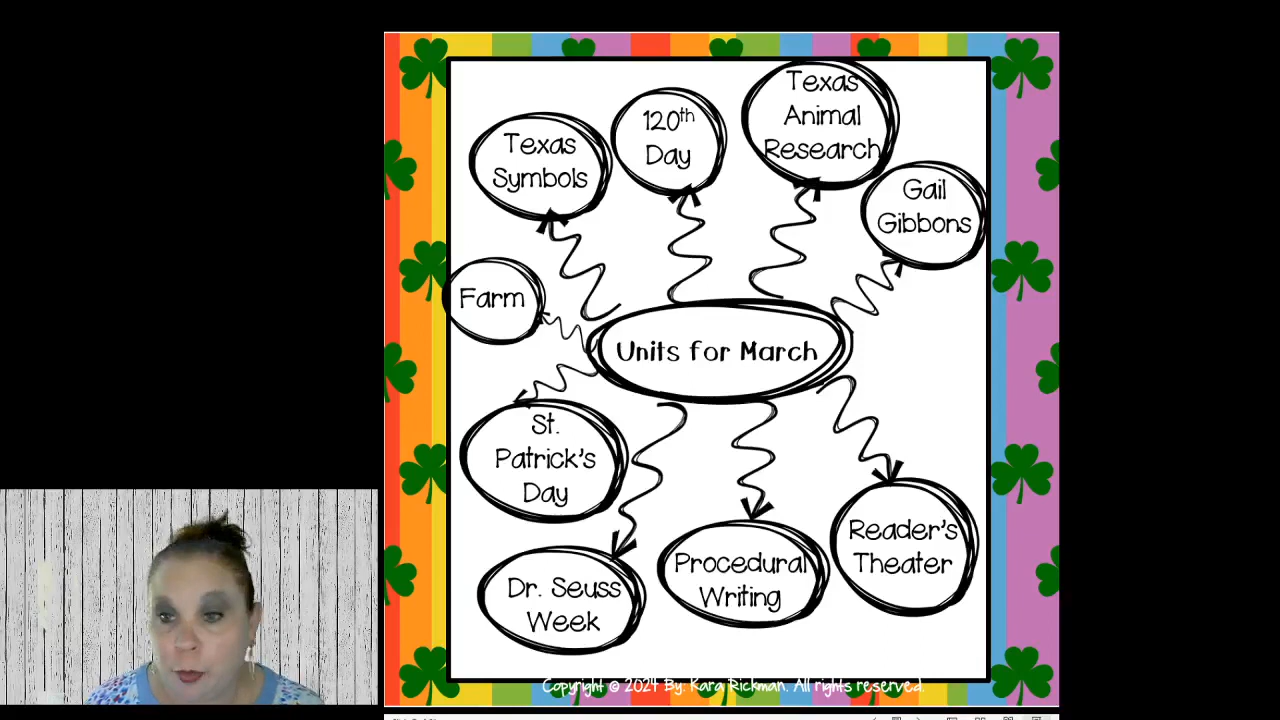 Texas
Animal
Research
120th
Day
Texas
Symbols
Gail
Gibbons
Farm
Units for March
St.
Patrick's
Day
Reader's
Theater
Procedural
Writing
Dr. Seuss
Week
Copyright © 2024 By: Kara Rickman. All rights reserved.